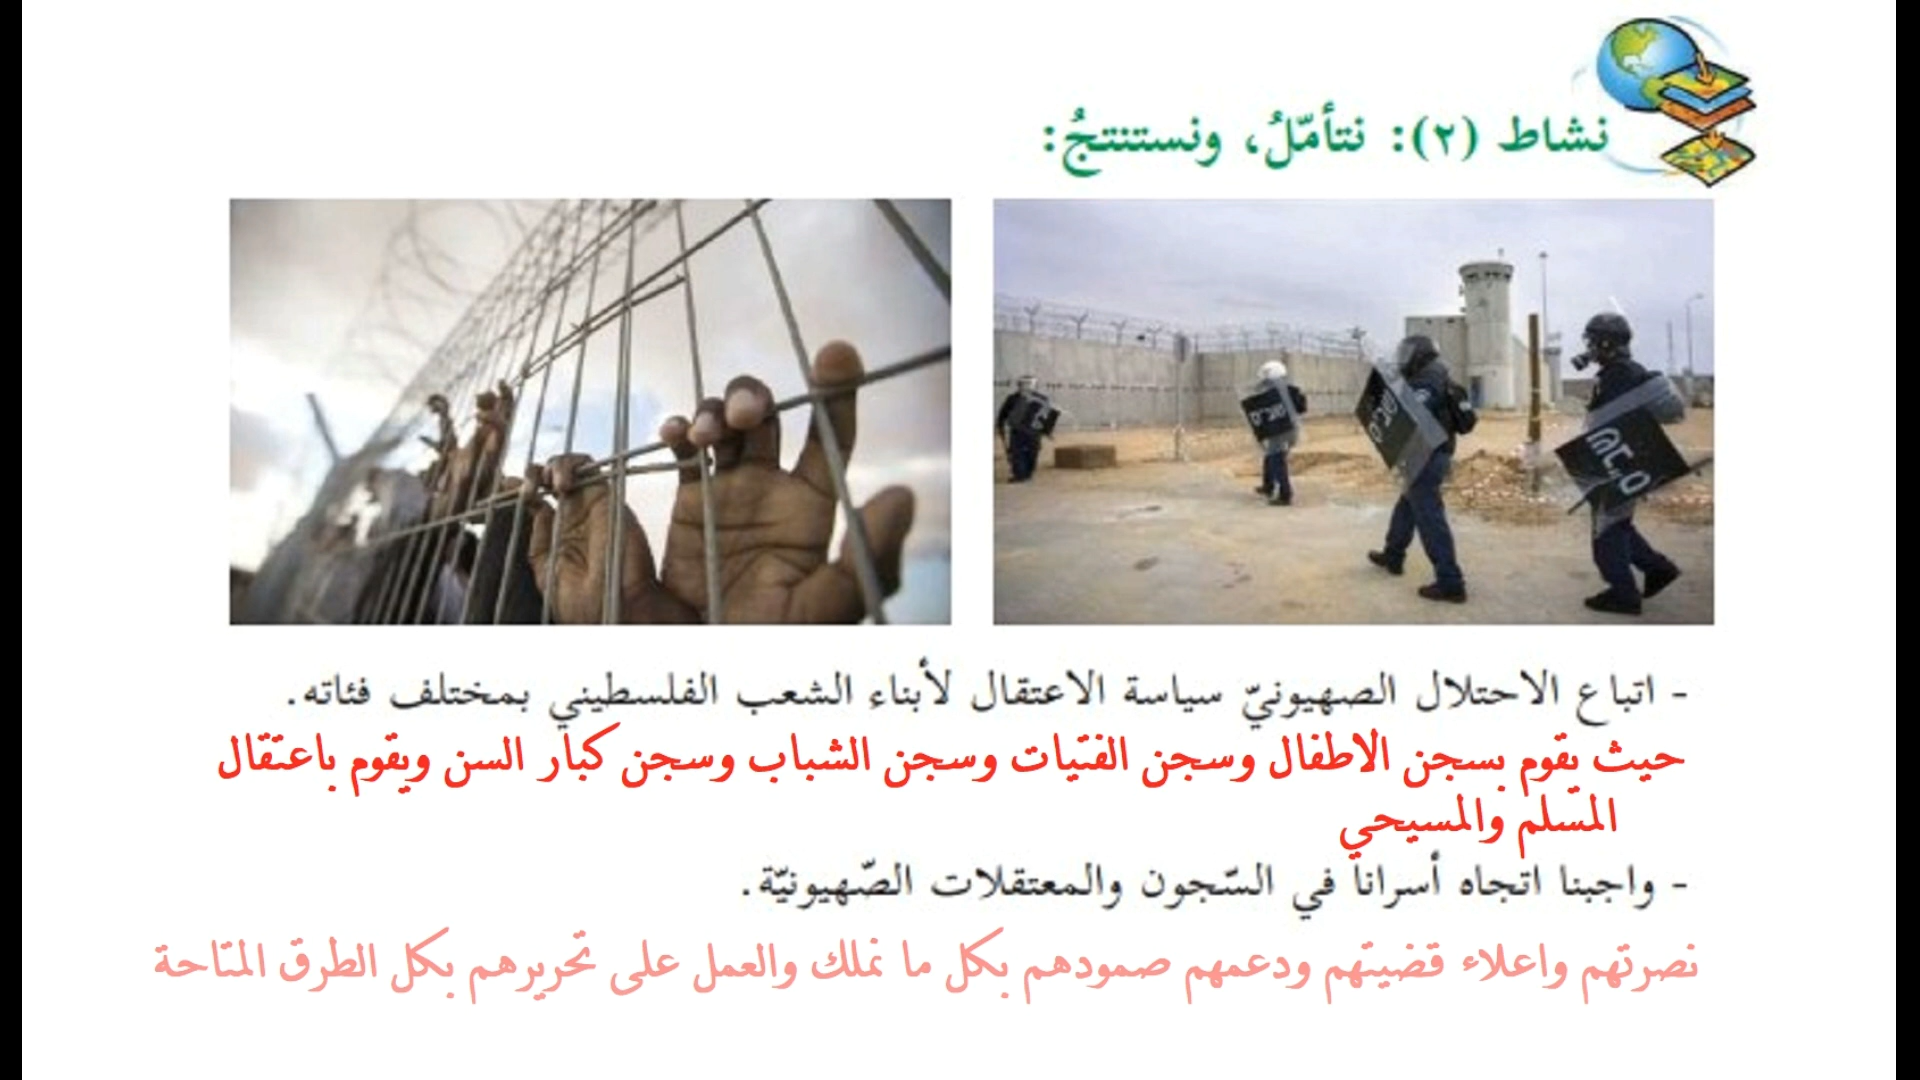 نشاط (٢): نتأمّلُ، ونستنتجُ:
- اتباع الاحتلال الصهيونيّ سياسة الاعتقال لأبناء الشعب الفلسطيني بمختلف فئاته.
حيث يقوم بسجن الاطفال وسجن الفتيات وسجن الشباب وسجن كبار السن ويقوم باعتقال
المسلم والمسيحي
- واجبنا اتجاه أسرانا في السّجون والمعتقلات الصّهيونيّة.
نصرتهم واعلاء قضيتهم ودعمهم صمودهم بكل ما نملك والعمل على تحريرهم بكل الطرق المتاحة